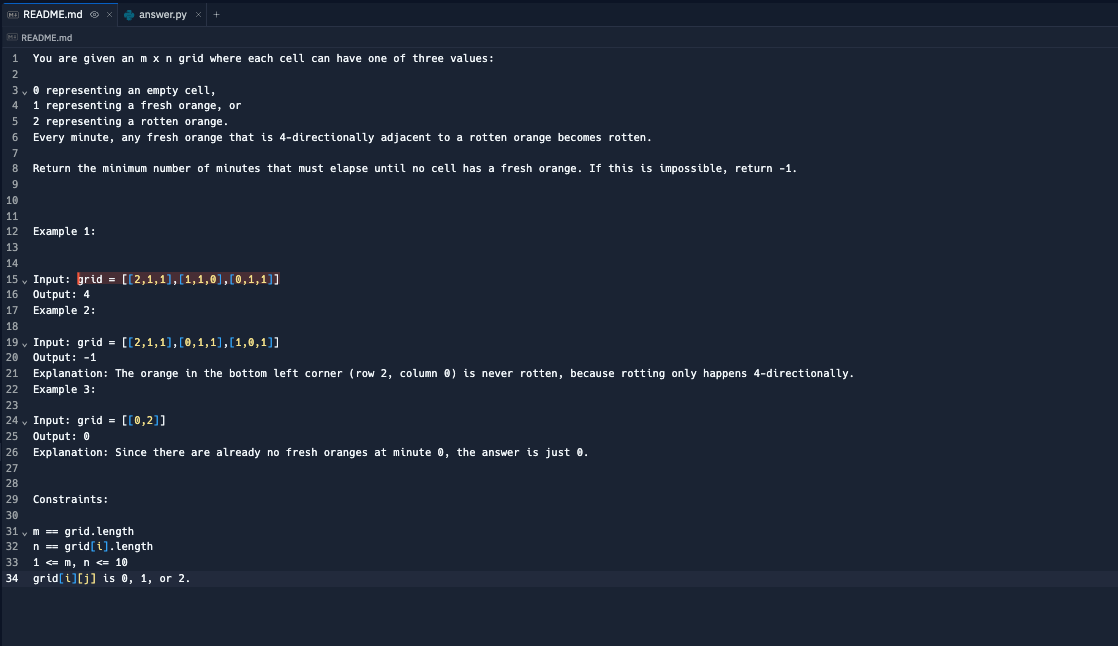 README.md
answer.py
README.md
1 You are given an m x n grid where each cell can have one of three values:
2
3 0 representing an empty cell,
4 1 representing a fresh orange, or
5 2 representing a rotten orange.
6 Every minute, any fresh orange that is 4-directionally adjacent to a rotten orange becomes rotten.
7
8 Return the minimum number of minutes that must elapse until no cell has a fresh orange. If this is impossible, return -1.
9
10
11
12 Example 1:
13
14
15 Input: grid = [[2,1,1],[1,1,0],[0,1,1]]
16 Output: 4
17 Example 2:
18
19 Input: grid = [[2,1,1],[0,1,1],[1,0,1]]
20 Output: -1
21 Explanation: The orange in the bottom left corner (row 2, column 0) is never rotten, because rotting only happens 4-directionally.
22 Example 3:
23
24 Input: grid = [[0,2]]
25 Output: 0
26 Explanation: Since there are already no fresh oranges at minute 0, the answer is just 0.
27
28
29 Constraints:
30
31 m == grid.length
32 n == grid[i].length
33 1 <= m, n <= 10
34 grid[i][j] is 0, 1, or 2.